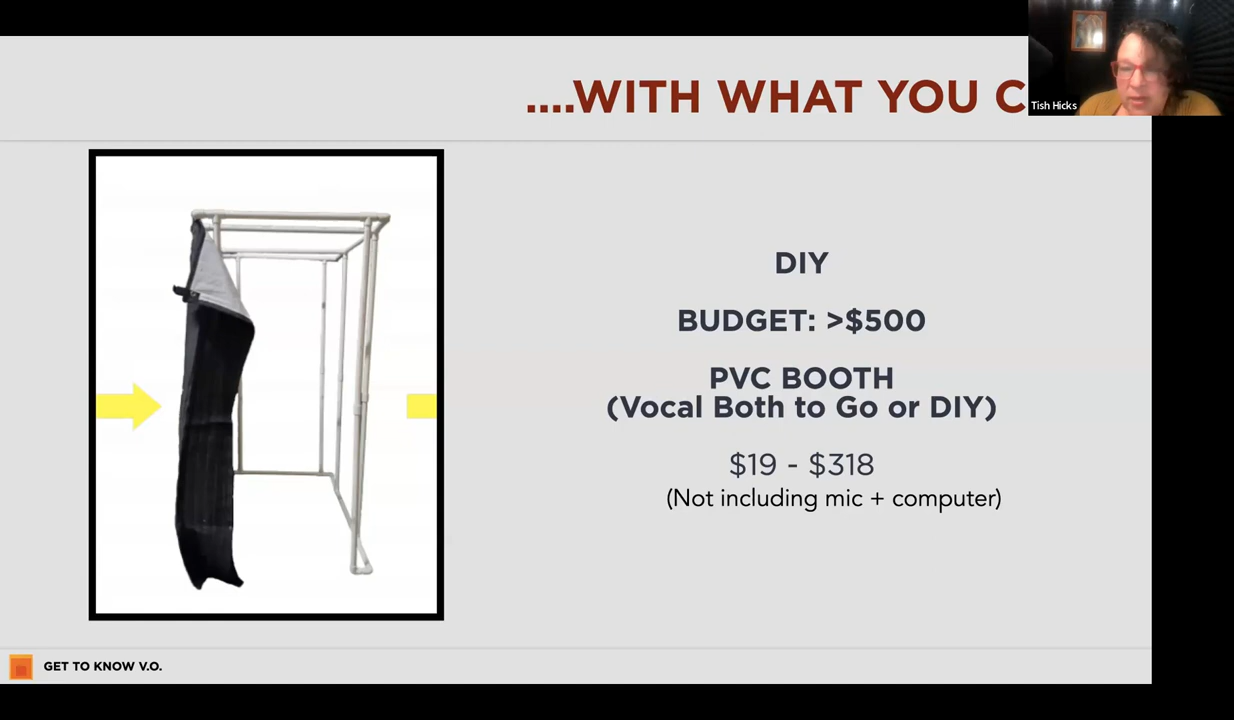 ....WITH WHAT YOU C
Tish Hicks
DIY
BUDGET: >$500
PVC BOOTH
(Vocal Both to Go or DIY)
$19 - $318
(Not including mic + computer)
GET TO KNOW V.O.